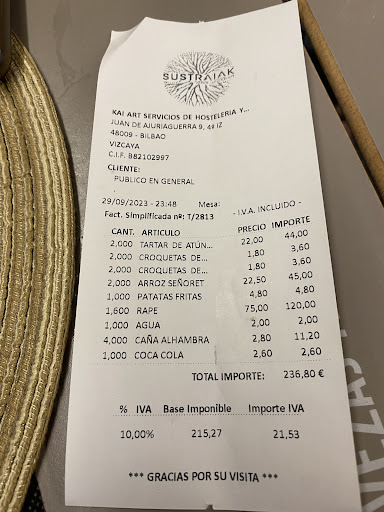 SUSTRAIAK
KAI ART SERVICIOS DE HOSTELERIA Y...
JUAN DE AJURIAGUERRA 9, 4º IZ
48009 - BILBAO
VIZCAYA
C.I.F. B82102997
CLIENTE:
PUBLICO EN GENERAL
29/09/2023 - 23:48 Mesa:
Fact. Simplificada nº: T/2813 - I.V.A. INCLUIDO -
CANT. ARTICULO PRECIO IMPORTE
2,000 TARTAR DE ATÚN... 22,00 44,00
2,000 CROQUETAS DE... 1,80 3,60
2,000 CROQUETAS DE... 1,80 3,60
2,000 ARROZ SEÑORET 22,50 45,00
1,000 PATATAS FRITAS 4,80 4,80
1,600 RAPE 75,00 120,00
1,000 AGUA 2,00 2,00
4,000 CAÑA ALHAMBRA 2,80 11,20
1,000 COCA COLA 2,60 2,60
TOTAL IMPORTE: 236,80 €
% IVA Base Imponible Importe IVA
10,00% 215,27 21,53
*** GRACIAS POR SU VISITA ***